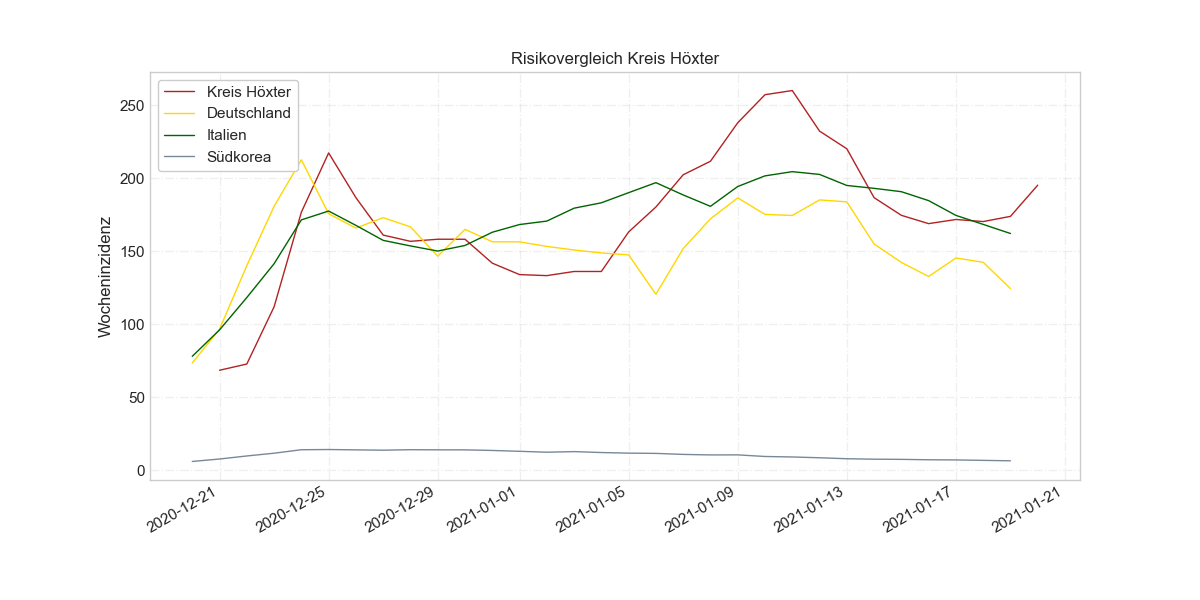 Risikovergleich Kreis Höxter
Kreis Höxter
Deutschland
Italien
Südkorea
Wocheninzidenz
250
200
150
100
50
0
2020-12-21
2020-12-25
2020-12-29
2021-01-01
2021-01-05
2021-01-09
2021-01-13
2021-01-17
2021-01-21